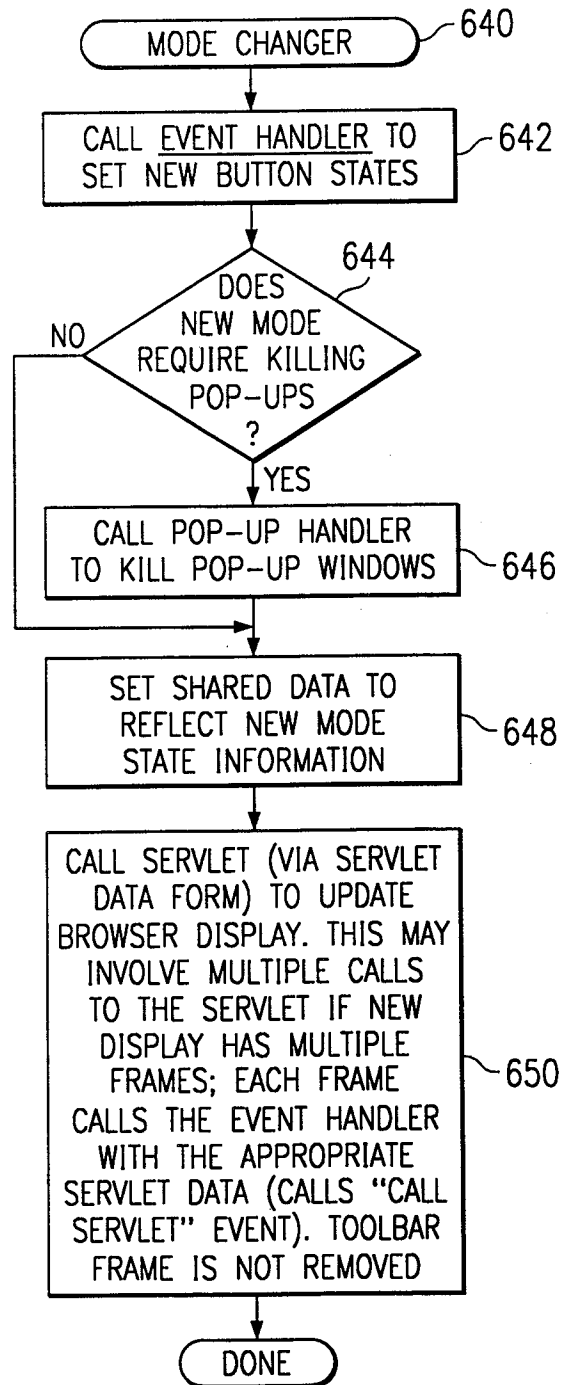 MODE CHANGER
640
CALL EVENT HANDLER TO
SET NEW BUTTON STATES
642
644
DOES
NEW MODE
REQUIRE KILLING
POP-UPS
?
NO
YES
CALL POP-UP HANDLER
TO KILL POP-UP WINDOWS
646
SET SHARED DATA TO
REFLECT NEW MODE
STATE INFORMATION
648
CALL SERVLET (VIA SERVLET
DATA FORM) TO UPDATE
BROWSER DISPLAY. THIS MAY
INVOLVE MULTIPLE CALLS
TO THE SERVLET IF NEW
DISPLAY HAS MULTIPLE
FRAMES; EACH FRAME
CALLS THE EVENT HANDLER
WITH THE APPROPRIATE
SERVLET DATA (CALLS "CALL
SERVLET" EVENT). TOOLBAR
FRAME IS NOT REMOVED
650
DONE